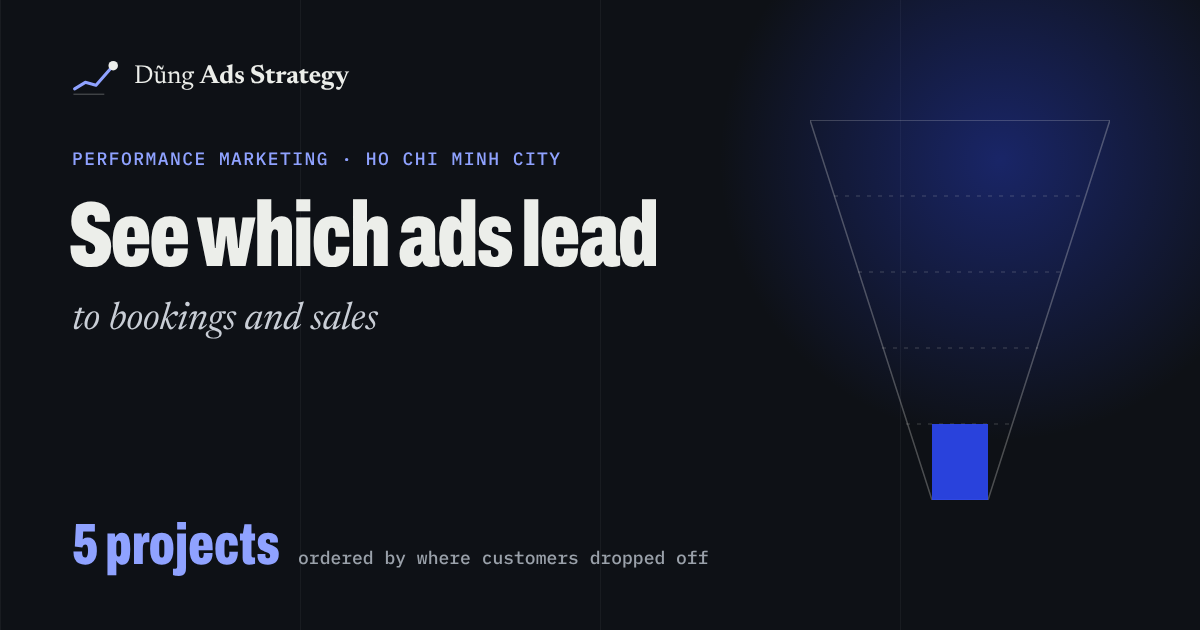 Dũng Ads Strategy
PERFORMANCE MARKETING · HO CHI MINH CITY
See which ads lead
to bookings and sales
5 projects ordered by where customers dropped off